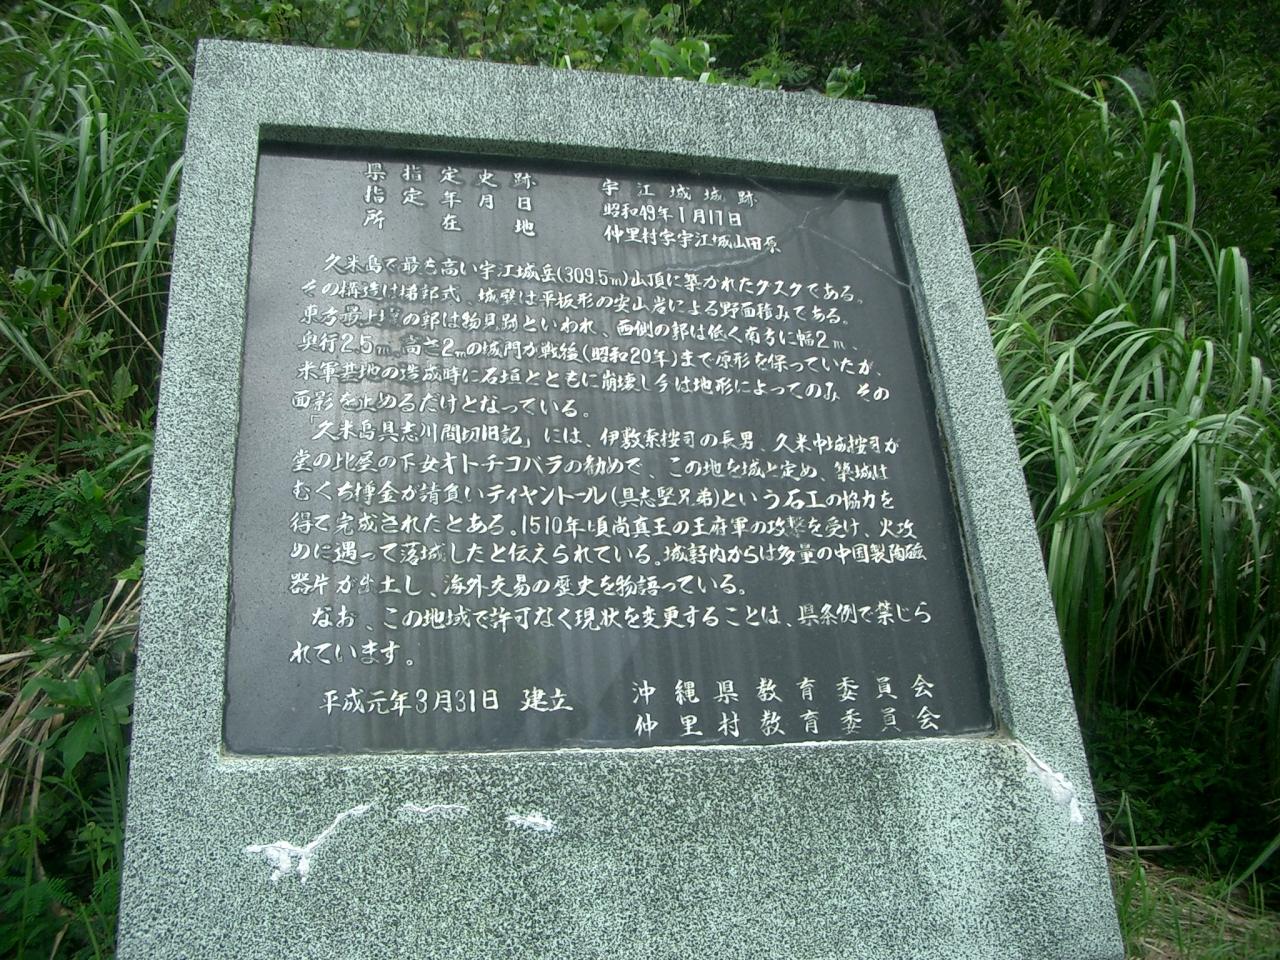 県指定史跡 宇江城城跡
指定年月日 昭和49年1月17日
所在地 仲里村字宇江城山田原
久米島で最も高い宇江城岳(309.5m)山頂に築かれたグスクである。
その構造は梯郭式、城壁は平板形の安山岩による野面積みである。
東方最上部の郭は物見跡といわれ、西側の郭は低く南方に幅2m、
奥行2.5m、高さ2mの城門が戦後(昭和20年)まで原形を保っていたが、
米軍基地の造成時に石垣とともに崩壊し今は地形によってのみ その
面影を止めるだけとなっている。
「久米島具志川間切旧記」には、伊敷索按司の長男、久米中城按司が
堂の比屋の下女オトチコバラの勧めで、この地を城と定め、築城は
むくち捕金が請負いティヤントール(具志堅兄弟)という石工の協力を
得て完成されたとある。1510年頃尚真王の王府軍の攻撃を受け、火攻
めに遇って落城したと伝えられている。城郭内からは多量の中国製陶磁
器片が出土し、海外交易の歴史を物語っている。
なお、この地域で許可なく現状を変更することは、県条例で禁じら
れています。
平成元年3月31日 建立 沖縄県教育委員会
仲里村教育委員会